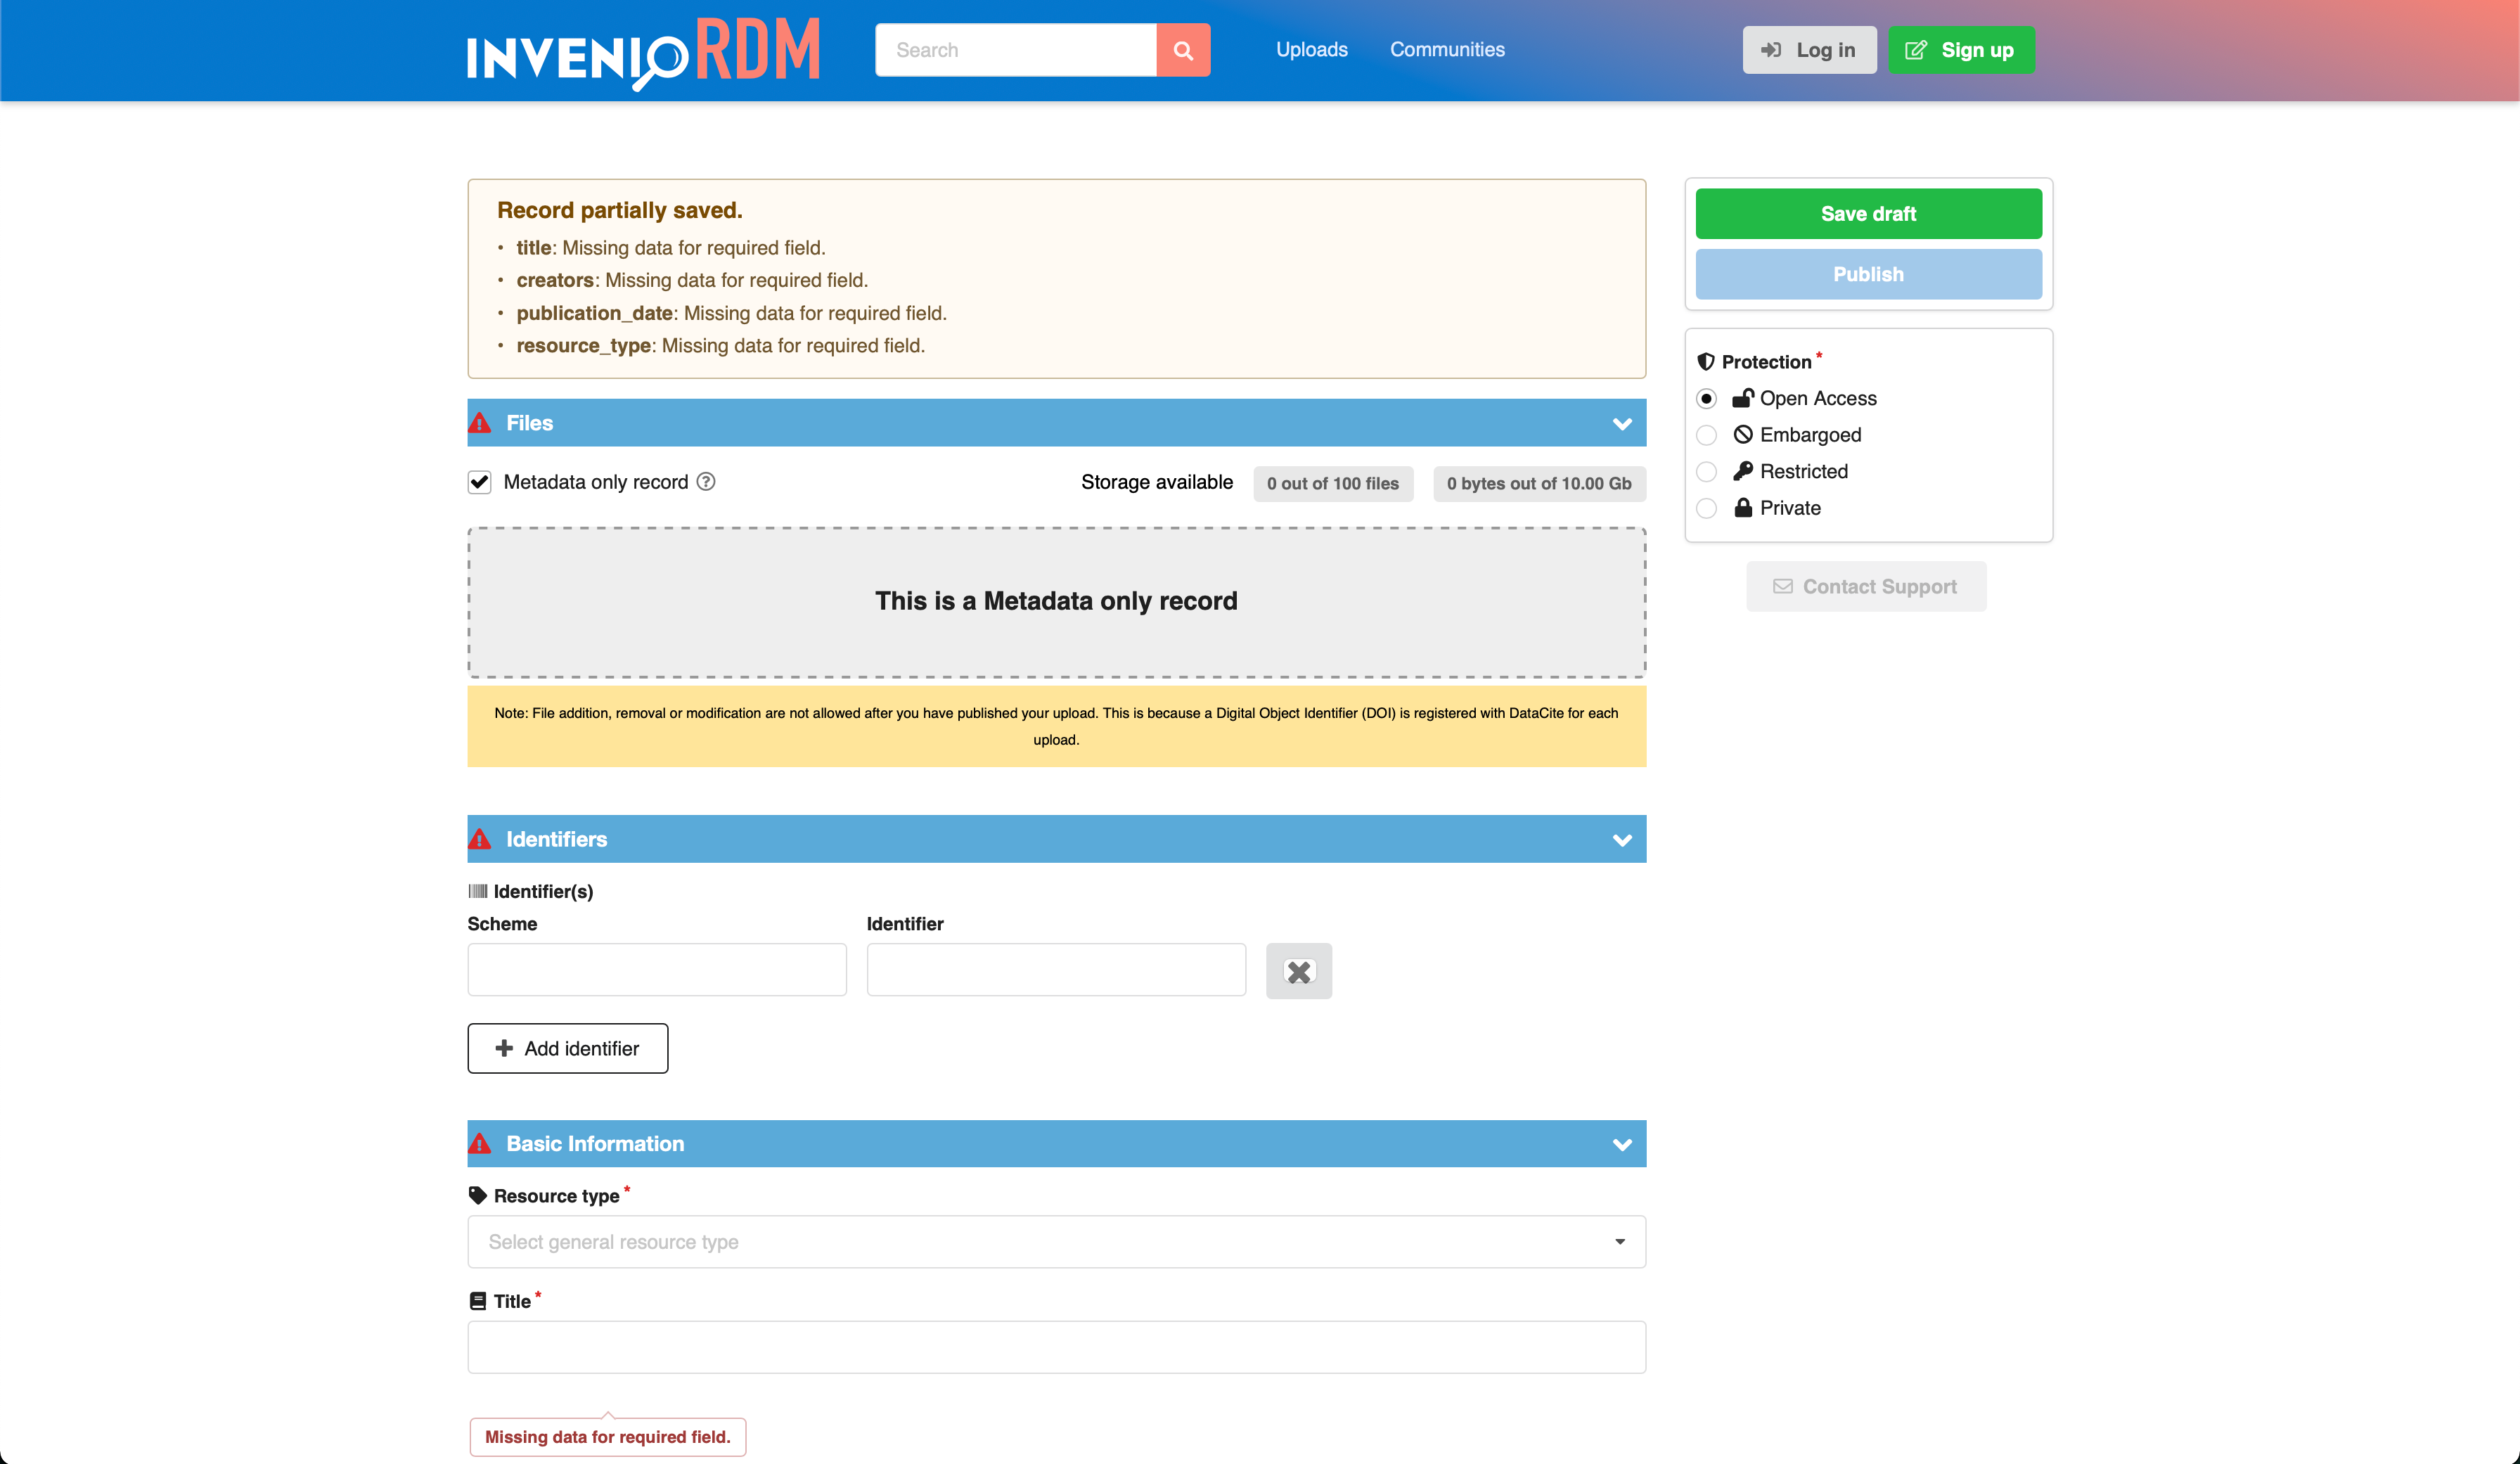 INVENIO RDM
Search
Uploads
Communities
Log in
Sign up
Record partially saved.
• title: Missing data for required field.
• creators: Missing data for required field.
• publication_date: Missing data for required field.
• resource_type: Missing data for required field.
Save draft
Publish
Protection *
Open Access
Embargoed
Restricted
Private
Contact Support
Files
Metadata only record
Storage available
0 out of 100 files
0 bytes out of 10.00 Gb
This is a Metadata only record
Note: File addition, removal or modification are not allowed after you have published your upload. This is because a Digital Object Identifier (DOI) is registered with DataCite for each
upload.
Identifiers
Identifier(s)
Scheme
Identifier
Add identifier
Basic Information
Resource type *
Select general resource type
Title *
Missing data for required field.